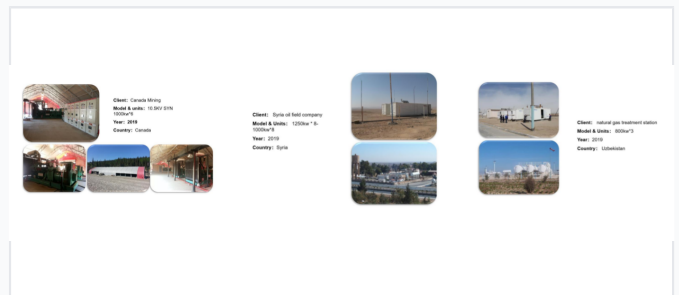 Client: Canada Mining
Model & units: 10.5KV SYN
1000kw*6
Year: 2019
Country: Canada
Client: Syria oil field company
Model & Units: 1250kw * 8-
1000kw*8
Year: 2019
Country: Syria
Client: natural gas treatment station
Model & Units: 800kw*3
Year: 2019
Country: Uzbekistan